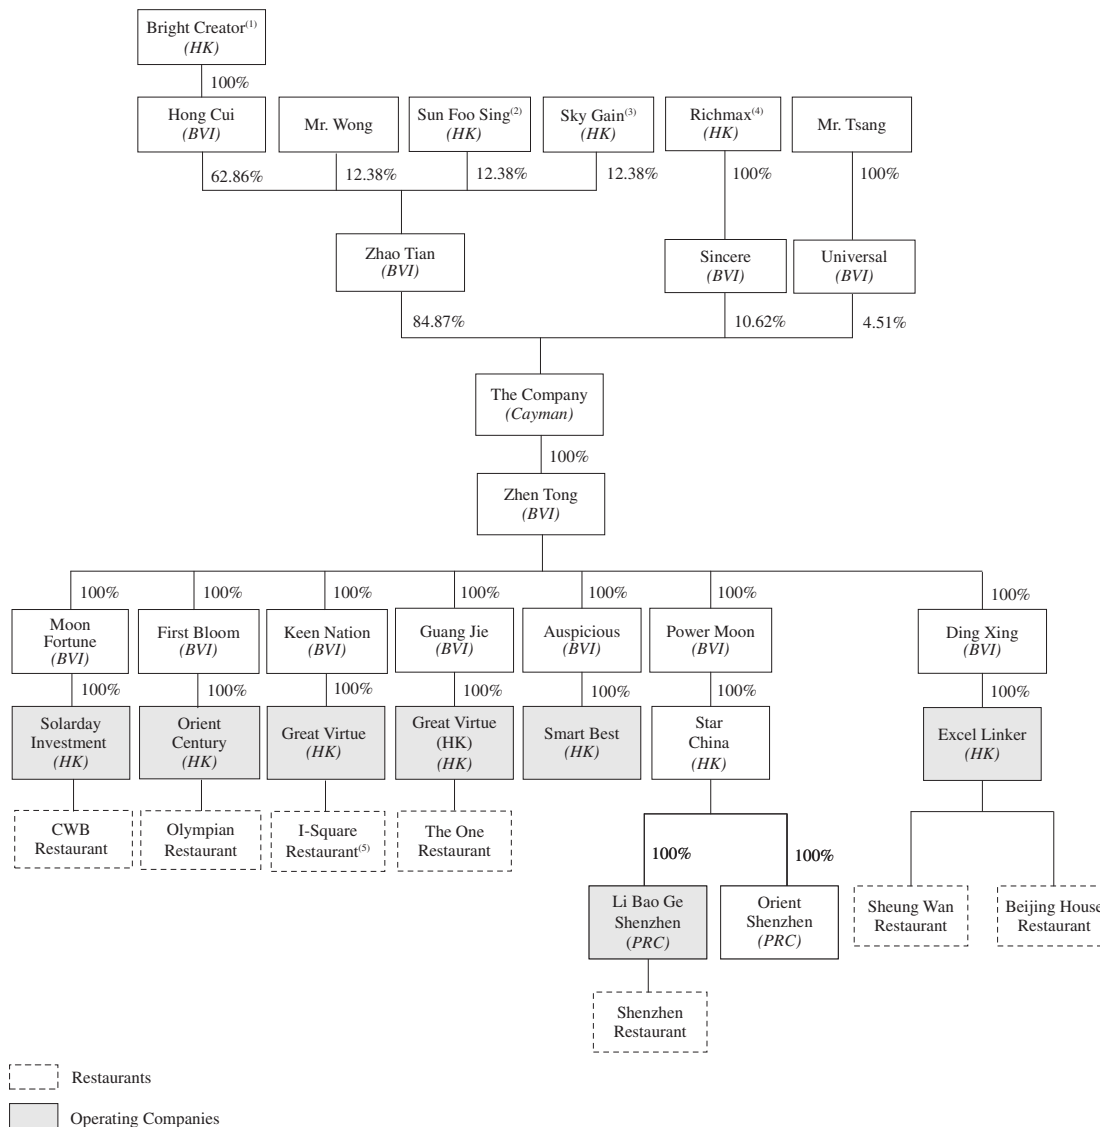 Bright Creator(1)
(HK)
100%
Hong Cui
(BVI)
Mr. Wong
Sun Foo Sing(2)
(HK)
Sky Gain(3)
(HK)
Richmax(4)
(HK)
Mr. Tsang
62.86%
12.38%
12.38%
12.38%
100%
100%
Zhao Tian
(BVI)
Sincere
(BVI)
Universal
(BVI)
84.87%
10.62%
4.51%
The Company
(Cayman)
100%
Zhen Tong
(BVI)
100%
100%
100%
100%
100%
100%
100%
Moon
Fortune
(BVI)
First Bloom
(BVI)
Keen Nation
(BVI)
Guang Jie
(BVI)
Auspicious
(BVI)
Power Moon
(BVI)
Ding Xing
(BVI)
100%
100%
100%
100%
100%
100%
100%
Solarday
Investment
(HK)
Orient
Century
(HK)
Great Virtue
(HK)
Great Virtue
(HK)
(HK)
Smart Best
(HK)
Star
China
(HK)
Excel Linker
(HK)
CWB
Restaurant
Olympian
Restaurant
I-Square
Restaurant(5)
The One
Restaurant
100%
100%
Li Bao Ge
Shenzhen
(PRC)
Orient
Shenzhen
(PRC)
Sheung Wan
Restaurant
Beijing House
Restaurant
Shenzhen
Restaurant
Restaurants
Operating Companies